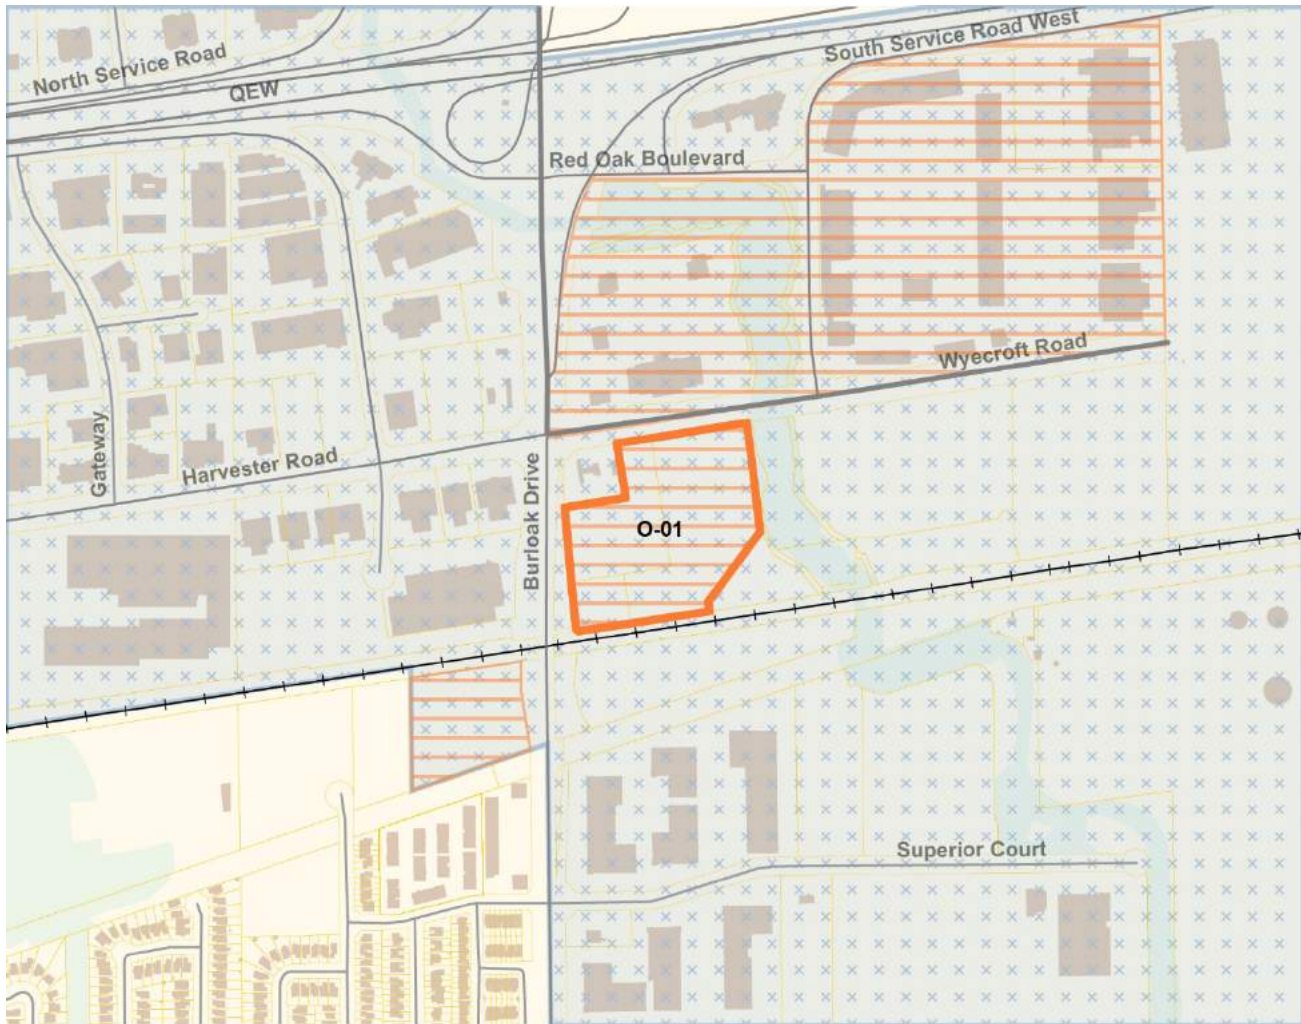 South Service Road West
North Service Road
QEW
Red Oak Boulevard
Wyecroft Road
Gateway
Harvester Road
Burloak Drive
O-01
Superior Court